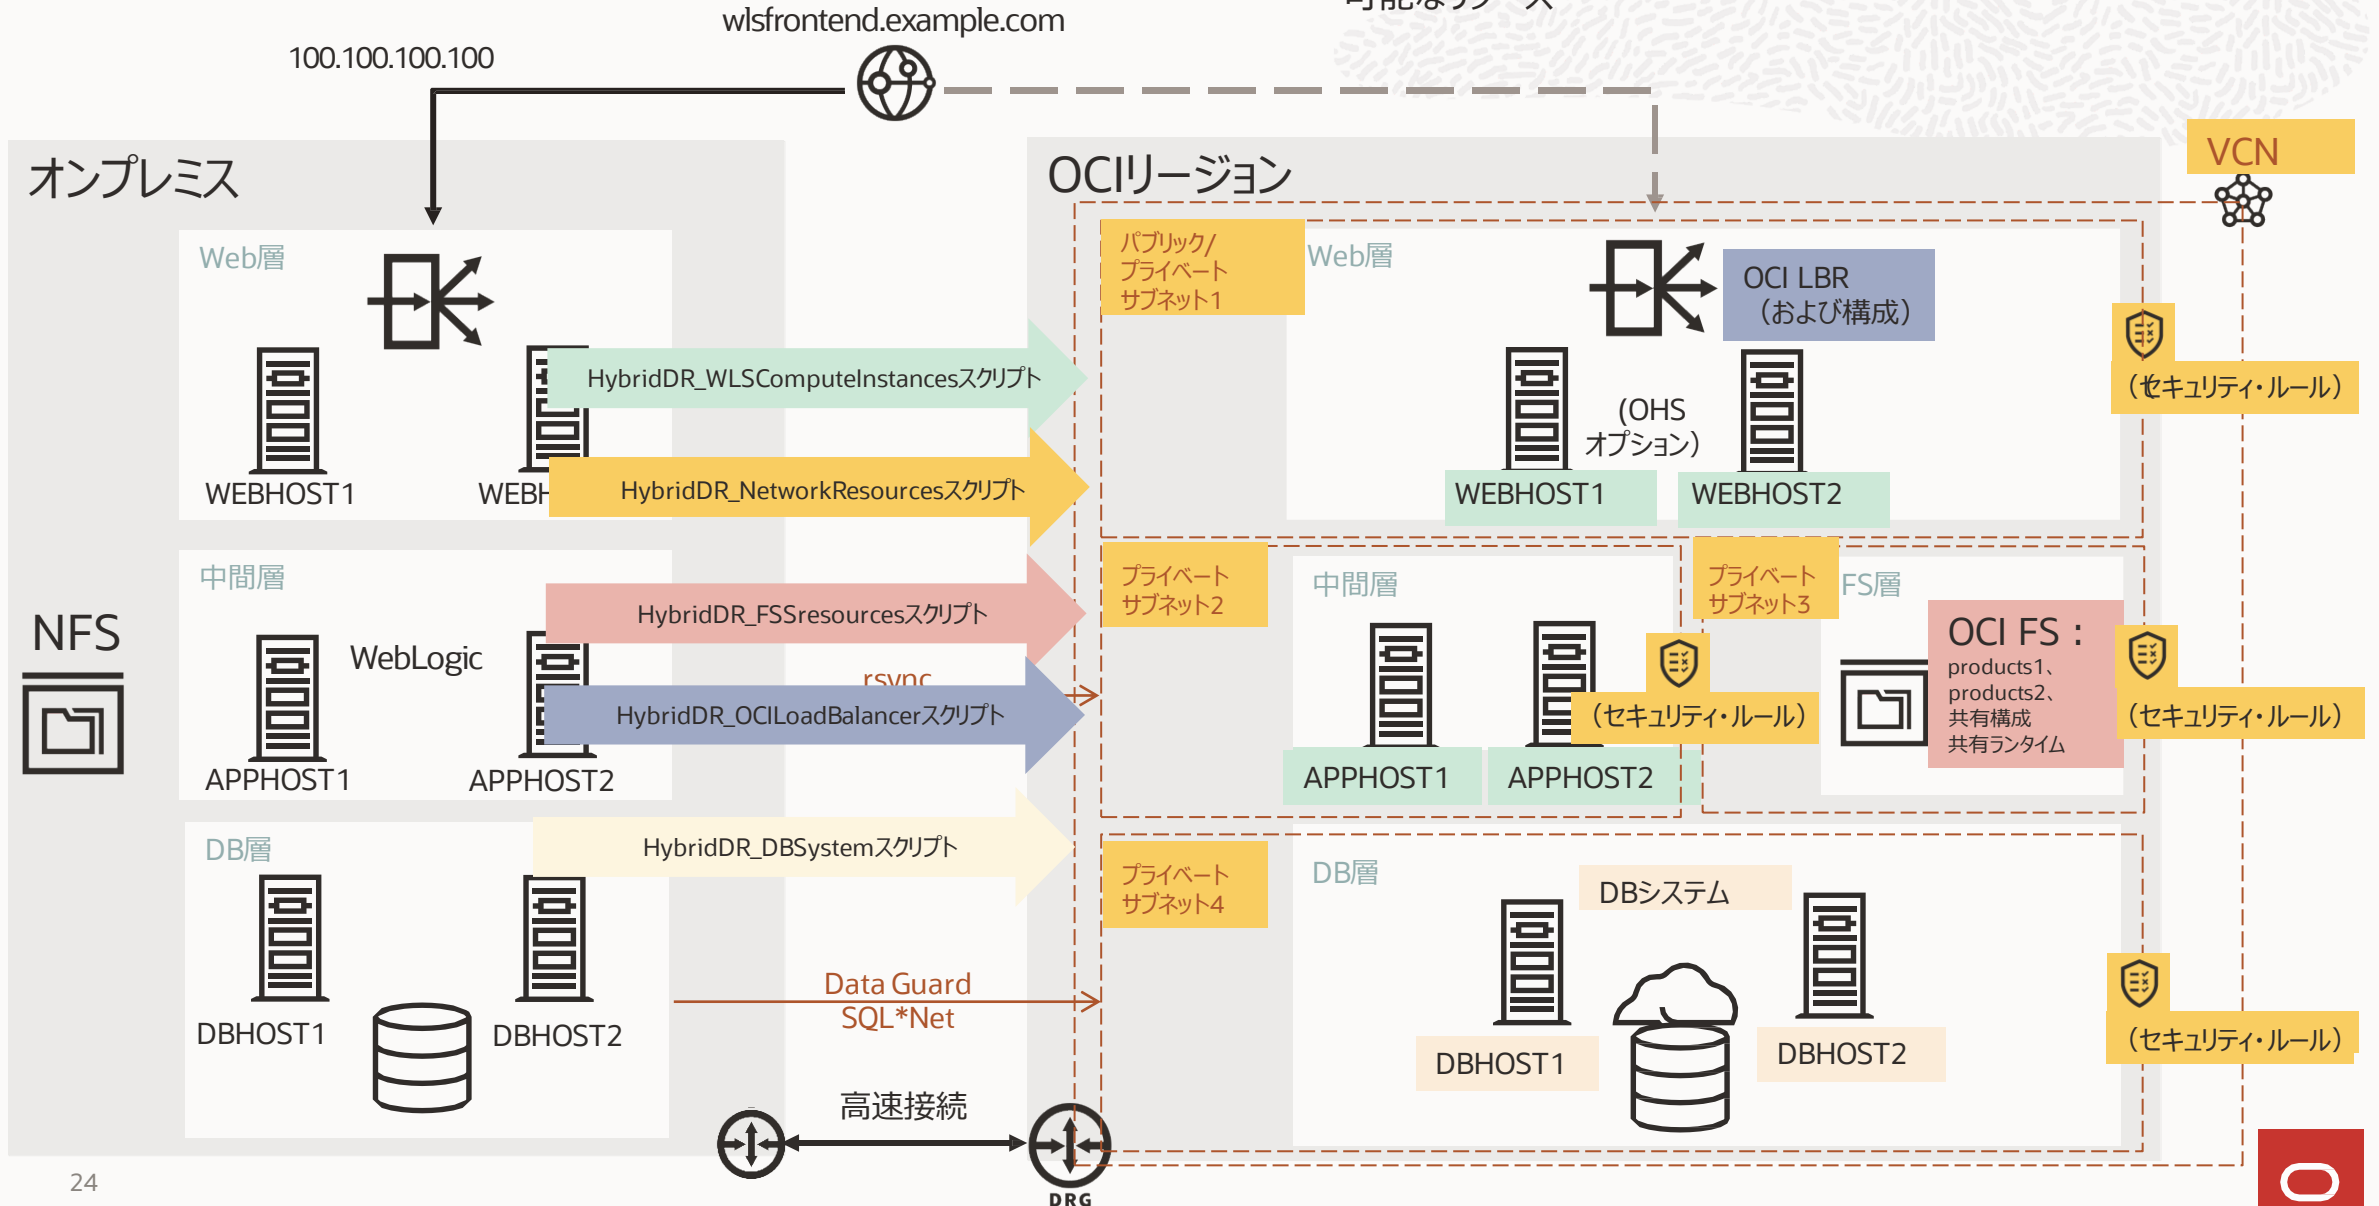 可能なリソース
wlsfrontend.example.com
100.100.100.100
オンプレミス
OCIリージョン
VCN
Web層
パブリック/
プライベート
サブネット1
Web層
OCI LBR
（および構成）
(セキュリティ・ルール)
HybridDR_WLSComputeInstancesスクリプト
(OHS
オプション)
WEBHOST1
WEBH
HybridDR_NetworkResourcesスクリプト
WEBHOST1
WEBHOST2
中間層
NFS
WebLogic
HybridDR_FSSresourcesスクリプト
rsync
HybridDR_OCILoadBalancerスクリプト
APPHOST1
APPHOST2
プライベート
サブネット2
中間層
プライベート
サブネット3
FS層
OCI FS：
products1、
products2、
共有構成
共有ランタイム
(セキュリティ・ルール)
(セキュリティ・ルール)
APPHOST1
APPHOST2
DB層
HybridDR_DBSystemスクリプト
プライベート
サブネット4
DB層
DBシステム
DBHOST1
DBHOST2
Data Guard
SQL*Net
DBHOST1
DBHOST2
(セキュリティ・ルール)
高速接続
DRG
24